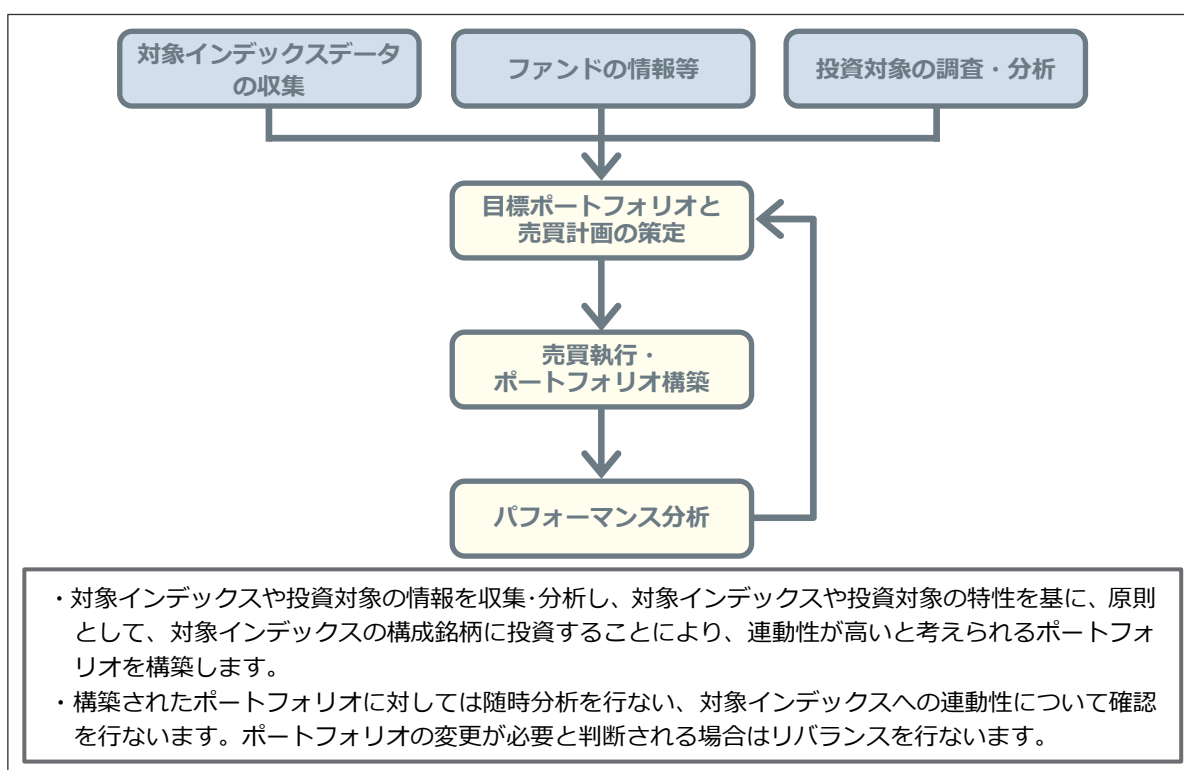 対象インデックスデータ
の収集
ファンドの情報等
投資対象の調査・分析
目標ポートフォリオと
売買計画の策定
売買執行・
ポートフォリオ構築
パフォーマンス分析
・対象インデックスや投資対象の情報を収集･分析し、対象インデックスや投資対象の特性を基に、原則
として、対象インデックスの構成銘柄に投資することにより、連動性が高いと考えられるポートフォ
リオを構築します。
・構築されたポートフォリオに対しては随時分析を行ない、対象インデックスへの連動性について確認
を行ないます。ポートフォリオの変更が必要と判断される場合はリバランスを行ないます。